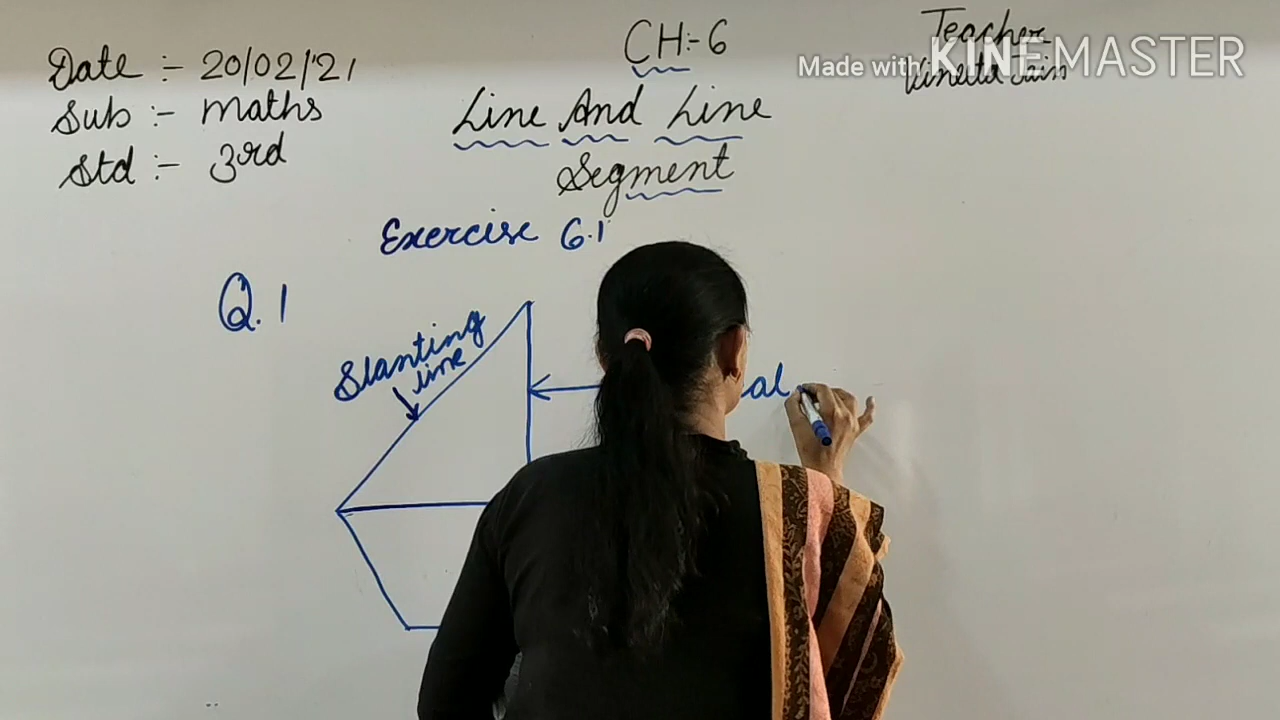 Date :- 20/02/'21
Sub :- maths
Std :- 3rd
CH:- 6
Line And Line
Segment
Teacher
Made with KINEMASTER
Jain
Exercise 6.1
Q.1
Slanting
line
al